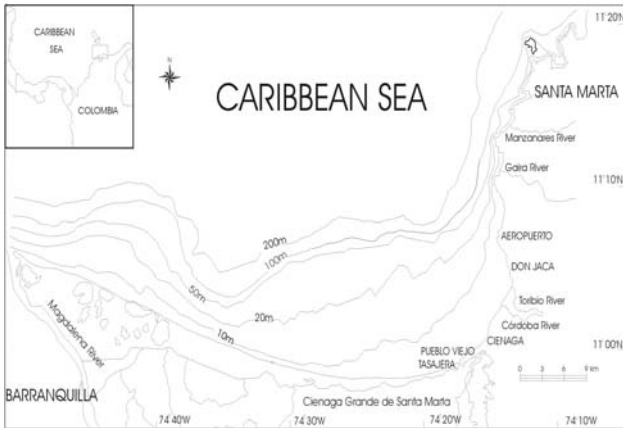 CARIBBEAN
SEA
COLOMBIA
N
CARIBBEAN SEA
11°20'
SANTA MARTA
Manzanares River
Gaira River
11°10'
200m
100m
50m
20m
10m
AEROPUERTO
DON JACA
Toribio River
Córdoba River
CIENAGA
11°00'
PUEBLO VIEJO
TASAJERA
0 3 6 9 km
Magdalena River
BARRANQUILLA
Cienaga Grande de Santa Marta
74°40'
74°30'
74°20'
74°10'